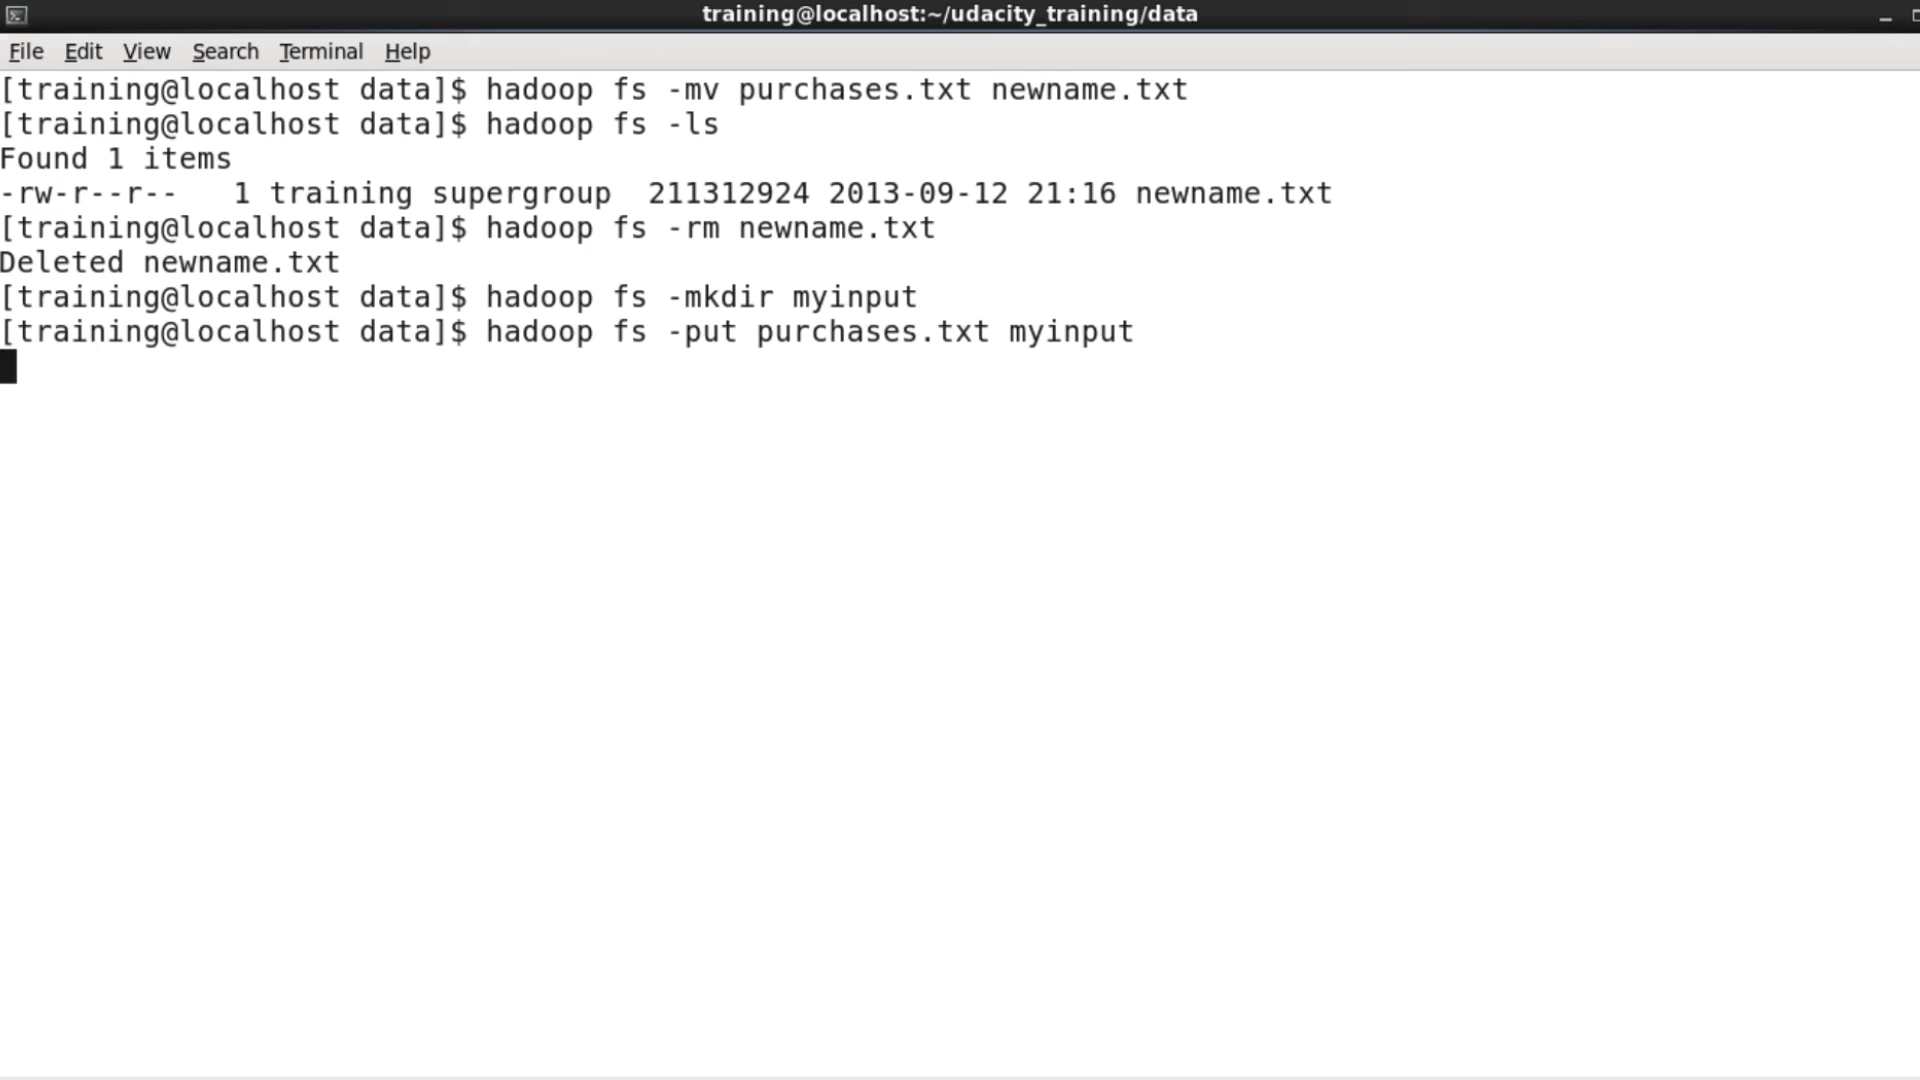 training@localhost:~/udacity_training/data
File Edit View Search Terminal Help
[training@localhost data]$ hadoop fs -mv purchases.txt newname.txt
[training@localhost data]$ hadoop fs -ls
Found 1 items
-rw-r--r--   1 training supergroup  211312924 2013-09-12 21:16 newname.txt
[training@localhost data]$ hadoop fs -rm newname.txt
Deleted newname.txt
[training@localhost data]$ hadoop fs -mkdir myinput
[training@localhost data]$ hadoop fs -put purchases.txt myinput